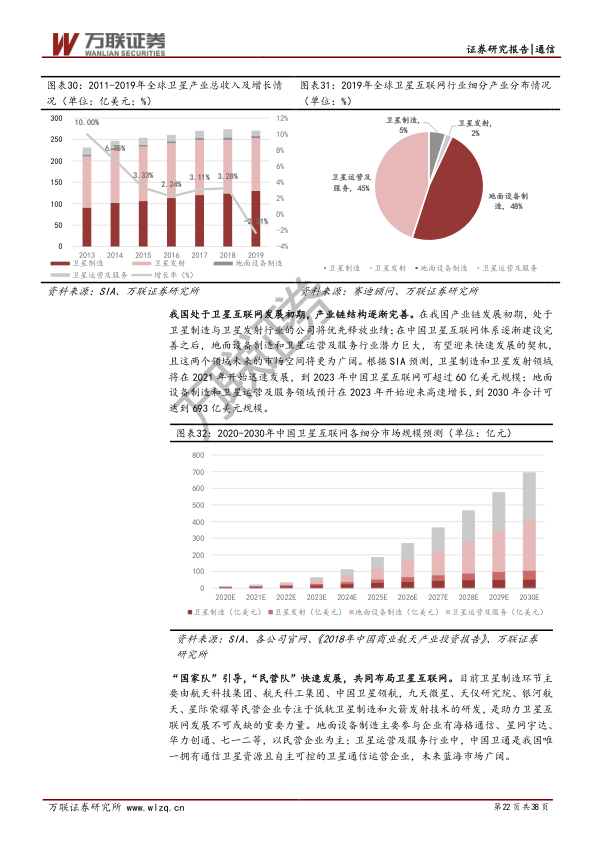 万联证券
WANLIAN SECURITIES
证券研究报告|通信
图表30：2011-2019年全球卫星产业总收入及增长情
况（单位：亿美元；%）
300
250
200
150
100
50
0
12%
10%
8%
6%
4%
2%
0%
-2%
-4%
10.00%
6.76%
3.33%
2.24%
3.11%
3.28%
2013
2014
2015
2016
2017
2018
2019
卫星制造
卫星发射
地面设备制造
卫星运营及服务
增长率（%）
资料来源：SIA、万联证券研究所
图表31：2019年全球卫星互联网行业细分产业分布情况
（单位：%）
卫星制造,
5%
卫星发射,
2%
卫星运营及
服务, 45%
地面设备制
造, 48%
卫星制造
卫星发射
地面设备制造
卫星运营及服务
资料来源：赛迪顾问、万联证券研究所
我国处于卫星互联网发展初期，产业链结构逐渐完善。在我国产业链发展初期，处于
卫星制造与卫星发射行业的公司将优先释放业绩；在中国卫星互联网体系逐渐建设完
善之后，地面设备制造和卫星运营及服务行业潜力巨大，有望迎来快速发展的契机，
且这两个领域未来的市场空间将更为广阔。根据SIA预测，卫星制造和卫星发射领域
将在2021年开始迅速发展，到2023年中国卫星互联网可超过60亿美元规模；地面
设备制造和卫星运营及服务领域预计在2023年开始迎来高速增长，到2030年合计可
达到693亿美元规模。
图表32：2020-2030年中国卫星互联网各细分市场规模预测（单位：亿元）
800
700
600
500
400
300
200
100
0
2020E
2021E
2022E
2023E
2024E
2025E
2026E
2027E
2028E
2029E
2030E
卫星制造（亿美元）
卫星发射（亿美元）
地面设备制造（亿美元）
卫星运营及服务（亿美元）
资料来源：SIA、各公司官网、《2018年中国商业航天产业投资报告》、万联证券
研究所
“国家队”引导，“民营队”快速发展，共同布局卫星互联网。目前卫星制造环节主
要由航天科技集团、航天科工集团、中国卫星领航，九天微星、天仪研究院、银河航
天、星际荣耀等民营企业专注于低轨卫星制造和火箭发射技术的研发，是助力卫星互
联网发展不可或缺的重要力量。地面设备制造主要参与企业有海格通信、星网宇达、
华力创通、七一二等，以民营企业为主；卫星运营及服务行业中，中国卫通是我国唯
一拥有通信卫星资源且自主可控的卫星通信运营企业，未来蓝海市场广阔。
万联证券
万联证券研究所 www.wlzq.cn
第22页共38页